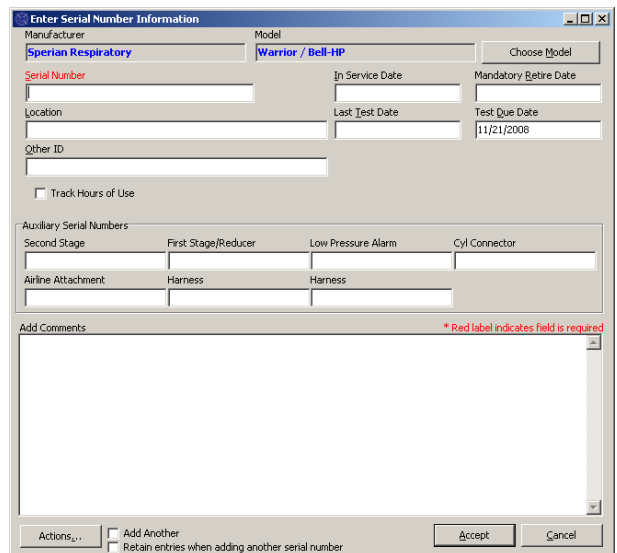 Enter Serial Number Information
Manufacturer Model
Sperian Respiratory Warrior / Bell-HP Choose Model
Serial Number In Service Date Mandatory Retire Date
Location Last Test Date Test Due Date
11/21/2008
Other ID
Track Hours of Use
Auxiliary Serial Numbers
Second Stage First Stage/Reducer Low Pressure Alarm Cyl Connector
Airline Attachment Harness Harness
Add Comments * Red label indicates field is required
Actions... Add Another Accept Cancel
Retain entries when adding another serial number